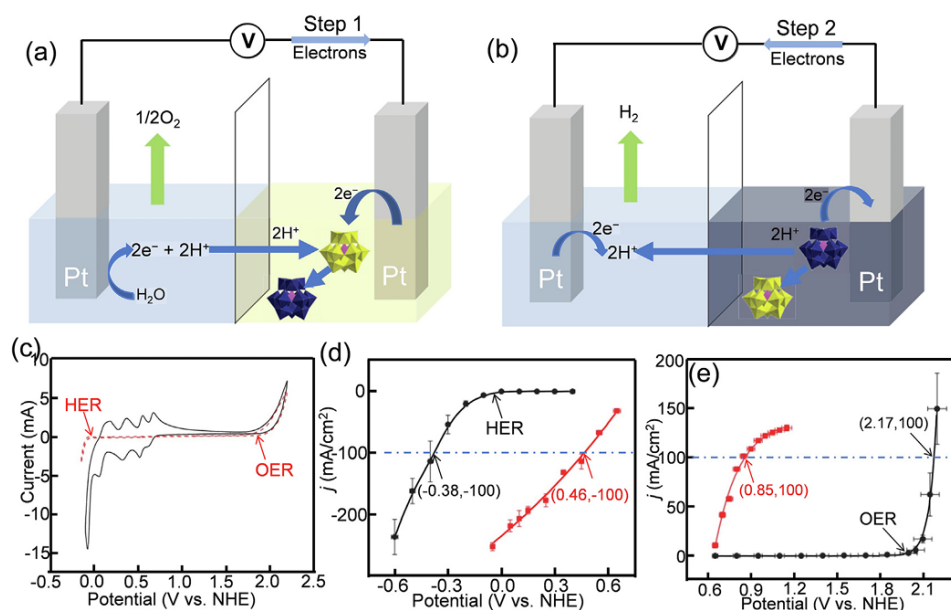 (a)
V
Step 1
Electrons
1/2O₂
2e⁻
2H⁺
2e⁻ + 2H⁺
Pt
H₂O
Pt
(b)
V
Step 2
Electrons
H₂
2e⁻
2e⁻
2H⁺
2H⁺
Pt
Pt
(c)
10
5
0
-5
-10
-15
Current (mA)
HER
OER
-0.5
0.0
0.5
1.0
1.5
2.0
2.5
Potential (V vs. NHE)
(d)
0
-100
-200
j (mA/cm²)
HER
(-0.38,-100)
(0.46,-100)
-0.6
-0.3
0.0
0.3
0.6
Potential (V vs. NHE)
(e)
200
150
100
50
0
j (mA/cm²)
(2.17,100)
(0.85,100)
OER
0.6
0.9
1.2
1.5
1.8
2.1
Potential (V vs. NHE)